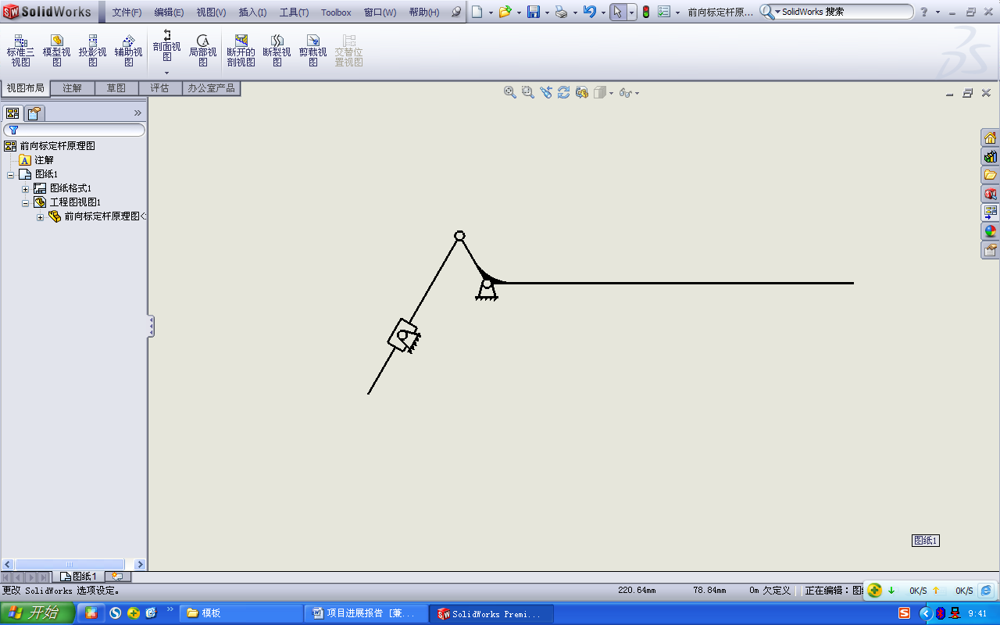 SolidWorks 文件(F) 编辑(E) 视图(V) 插入(I) 工具(T) Toolbox 窗口(W) 帮助(H) 前向标定杆原... SolidWorks 搜索
标准三视图 模型视图 投影视图 辅助视图 剖面视图 局部视图 断开的剖视图 断裂视图 剪裁视图 交替位置视图
视图布局 注解 草图 评估 办公室产品
前向标定杆原理图
A 注解
图纸1
图纸格式1
工程图视图1
前向标定杆原理图<
图纸1
图纸1
更改 SolidWorks 选项设定。 220.64mm 78.84mm 0m 欠定义 正在编辑: 图 0K/S 0K/S
开始 模板 项目进展报告 [兼... SolidWorks Premi... 9:41